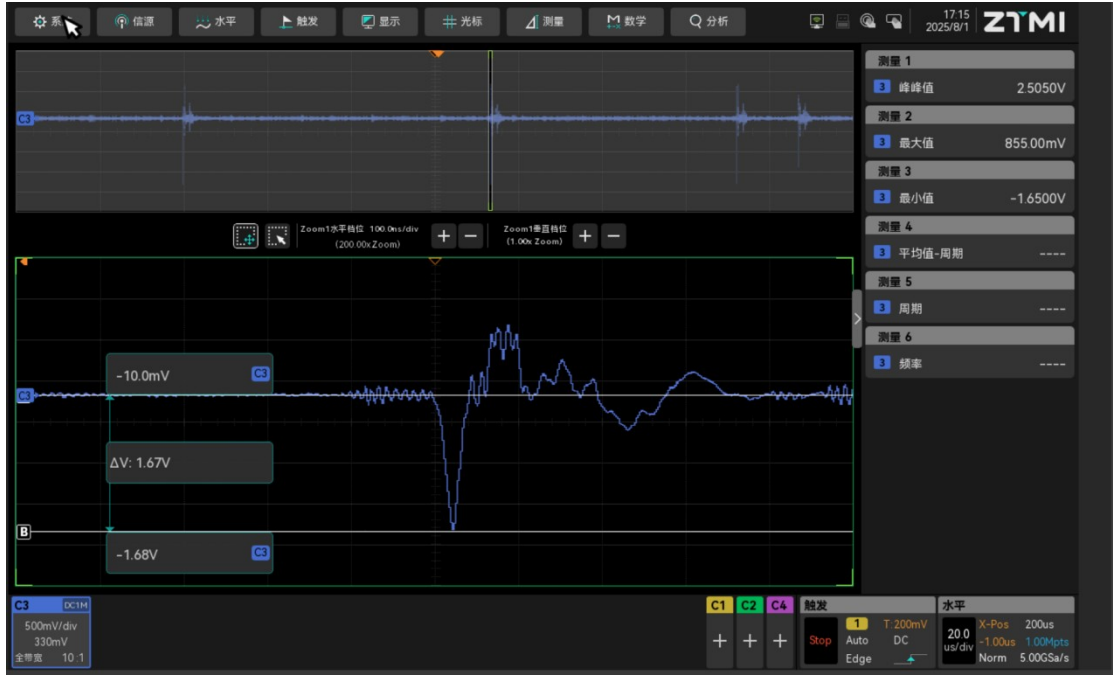 系
信源
水平
触发
显示
光标
测量
数学
分析
17:15
2025/8/1
ZTMI
测量 1
3 峰峰值 2.5050V
测量 2
3 最大值 855.00mV
测量 3
3 最小值 -1.6500V
测量 4
3 平均值-周期 ----
测量 5
3 周期 ----
测量 6
3 频率 ----
C3
Zoom1水平档位 100.0ns/div
(200.00x Zoom)
+ −
Zoom1垂直档位
(1.00x Zoom)
+ −
-10.0mV C3
C3
ΔV: 1.67V
B
-1.68V C3
C3 DC1M
500mV/div
330mV
全带宽 10:1
C1 C2 C4
+ + +
触发
Stop
1 T:200mV
Auto DC
Edge
水平
20.0
us/div
X-Pos 200us
-1.00us 1.00Mpts
Norm 5.00GSa/s